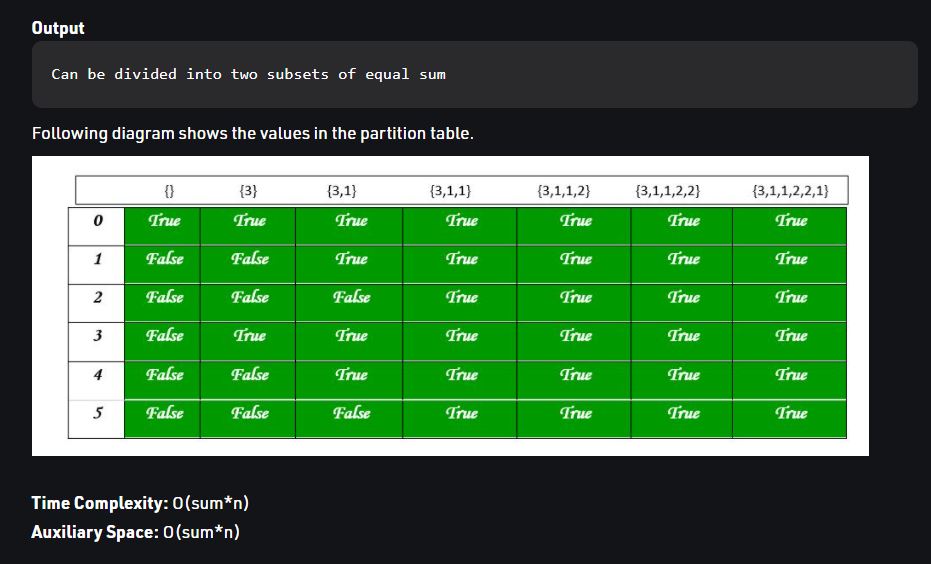 Output
Can be divided into two subsets of equal sum
Following diagram shows the values in the partition table.
{} {3} {3,1} {3,1,1} {3,1,1,2} {3,1,1,2,2} {3,1,1,2,2,1}
0 True True True True True True True
1 False False True True True True True
2 False False False True True True True
3 False True True True True True True
4 False False True True True True True
5 False False False True True True True
Time Complexity: O(sum*n)
Auxiliary Space: O(sum*n)